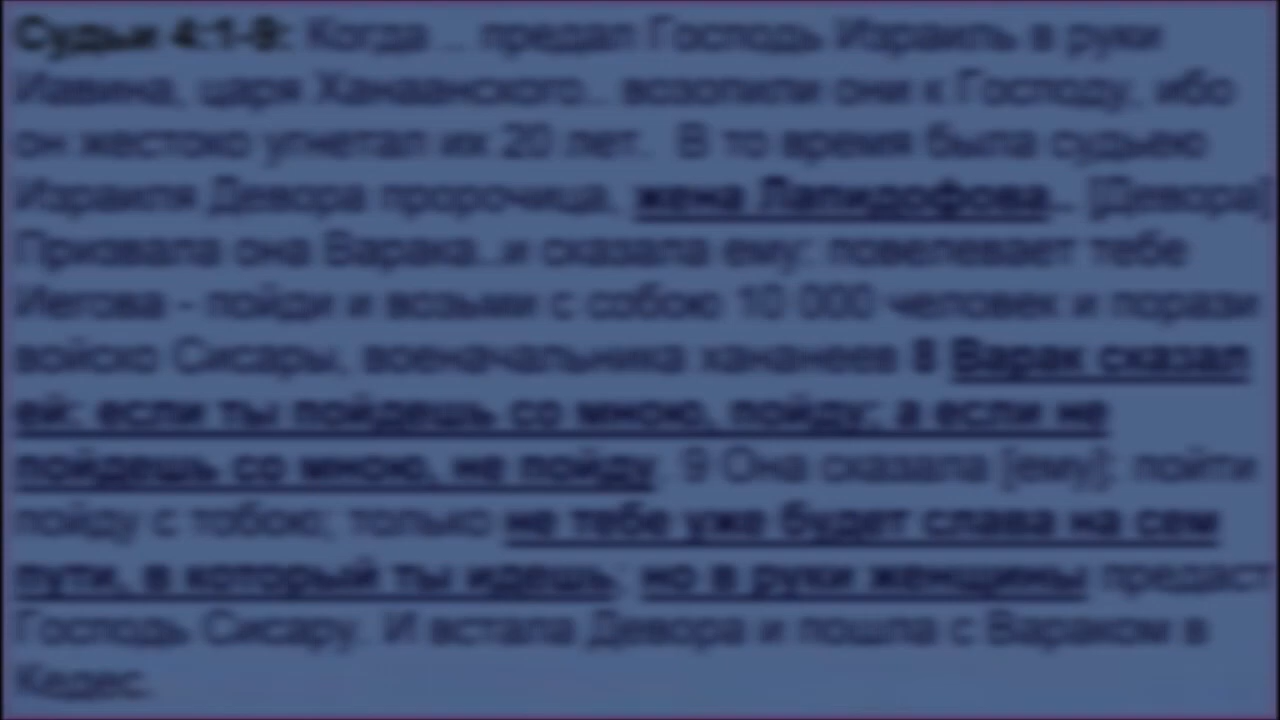 Судьи 4:1-9: Когда .. предал Господь Израиль в руки
Иавина, царя Ханаанского.. возопили они к Господу, ибо
он жестоко угнетал их 20 лет. В то время была судьею
Израиля Девора пророчица, жена Лапидофова.. [Девора]
Призвала она Варака..и сказала ему: повелевает тебе
Иегова - пойди и возьми с собою 10 000 человек и порази
войско Сисары, военачальника хананеев 8 Варак сказал
ей: если ты пойдешь со мною, пойду; а если не
пойдешь со мною, не пойду. 9 Она сказала [ему]: пойти
пойду с тобою; только не тебе уже будет слава на сем
пути, в который ты идешь; но в руки женщины предаст
Господь Сисару. И встала Девора и пошла с Вараком в
Кедес.